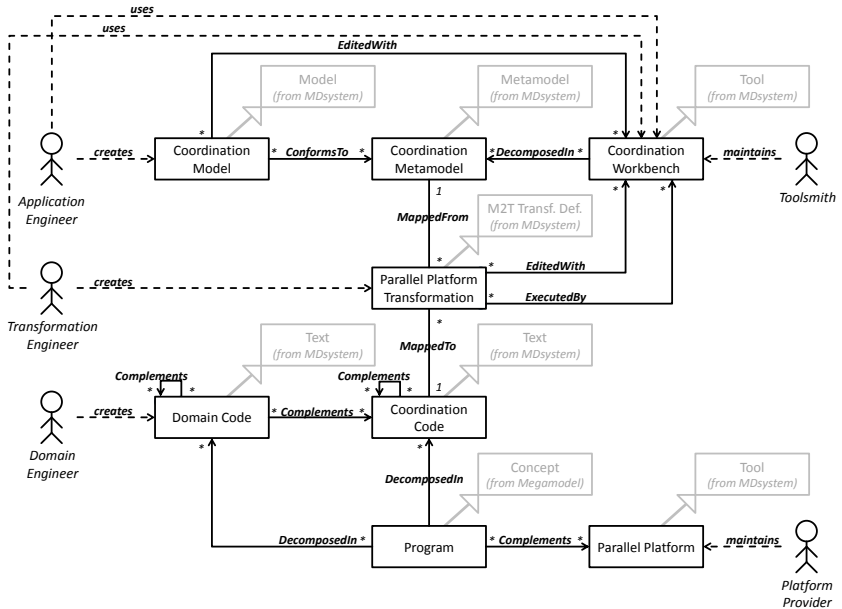 uses
uses
EditedWith
Model
(from MDsystem)
Metamodel
(from MDsystem)
Tool
(from MDsystem)
*
*
creates
Coordination
Model
*
ConformsTo
*
Coordination
Metamodel
*
DecomposedIn
Coordination
Workbench
maintains
Application
Engineer
Toolsmith
1
*
*
MappedFrom
M2T Transf. Def.
(from MDsystem)
*
*
EditedWith
creates
Parallel Platform
Transformation
*
ExecutedBy
Transformation
Engineer
*
MappedTo
Text
(from MDsystem)
Text
(from MDsystem)
Complements
*
*
Complements
*
*
1
creates
Domain Code
*
Complements
*
Coordination
Code
Domain
Engineer
*
*
DecomposedIn
Concept
(from Megamodel)
Tool
(from MDsystem)
DecomposedIn
*
Program
*
Complements
*
Parallel Platform
maintains
Platform
Provider